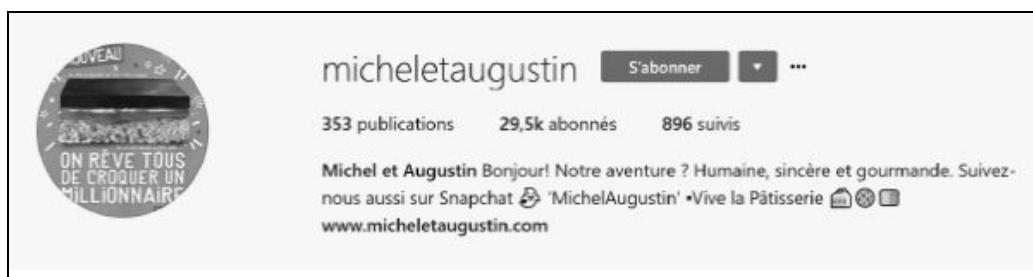 NOUVEAU
ON RÊVE TOUS
DE CROQUER UN
MILLIONNAIRE
micheletaugustin S'abonner
353 publications 29,5k abonnés 896 suivis
Michel et Augustin Bonjour! Notre aventure ? Humaine, sincère et gourmande. Suivez-
nous aussi sur Snapchat 'MichelAugustin' •Vive la Pâtisserie
www.micheletaugustin.com